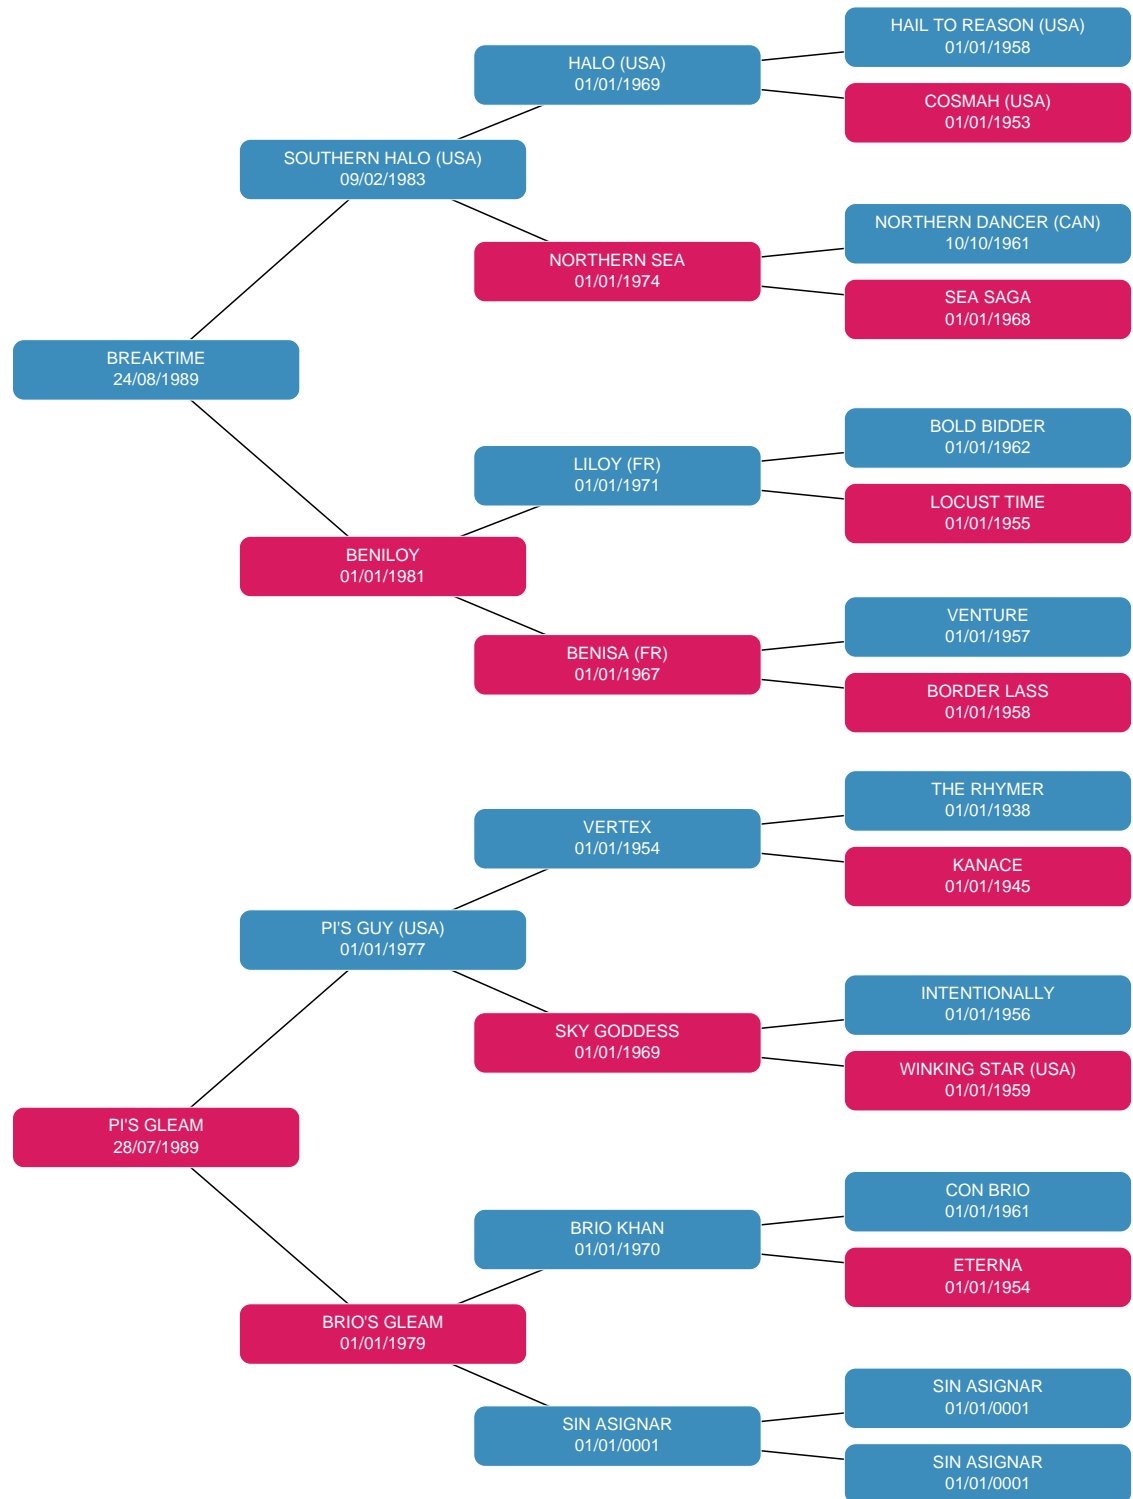 HAIL TO REASON (USA)
01/01/1958
HALO (USA)
01/01/1969
COSMAH (USA)
01/01/1953
SOUTHERN HALO (USA)
09/02/1983
NORTHERN DANCER (CAN)
10/10/1961
NORTHERN SEA
01/01/1974
SEA SAGA
01/01/1968
BREAKTIME
24/08/1989
BOLD BIDDER
01/01/1962
LILOY (FR)
01/01/1971
LOCUST TIME
01/01/1955
BENILOY
01/01/1981
VENTURE
01/01/1957
BENISA (FR)
01/01/1967
BORDER LASS
01/01/1958
THE RHYMER
01/01/1938
VERTEX
01/01/1954
KANACE
01/01/1945
PI'S GUY (USA)
01/01/1977
INTENTIONALLY
01/01/1956
SKY GODDESS
01/01/1969
WINKING STAR (USA)
01/01/1959
PI'S GLEAM
28/07/1989
CON BRIO
01/01/1961
BRIO KHAN
01/01/1970
ETERNA
01/01/1954
BRIO'S GLEAM
01/01/1979
SIN ASIGNAR
01/01/0001
SIN ASIGNAR
01/01/0001
SIN ASIGNAR
01/01/0001